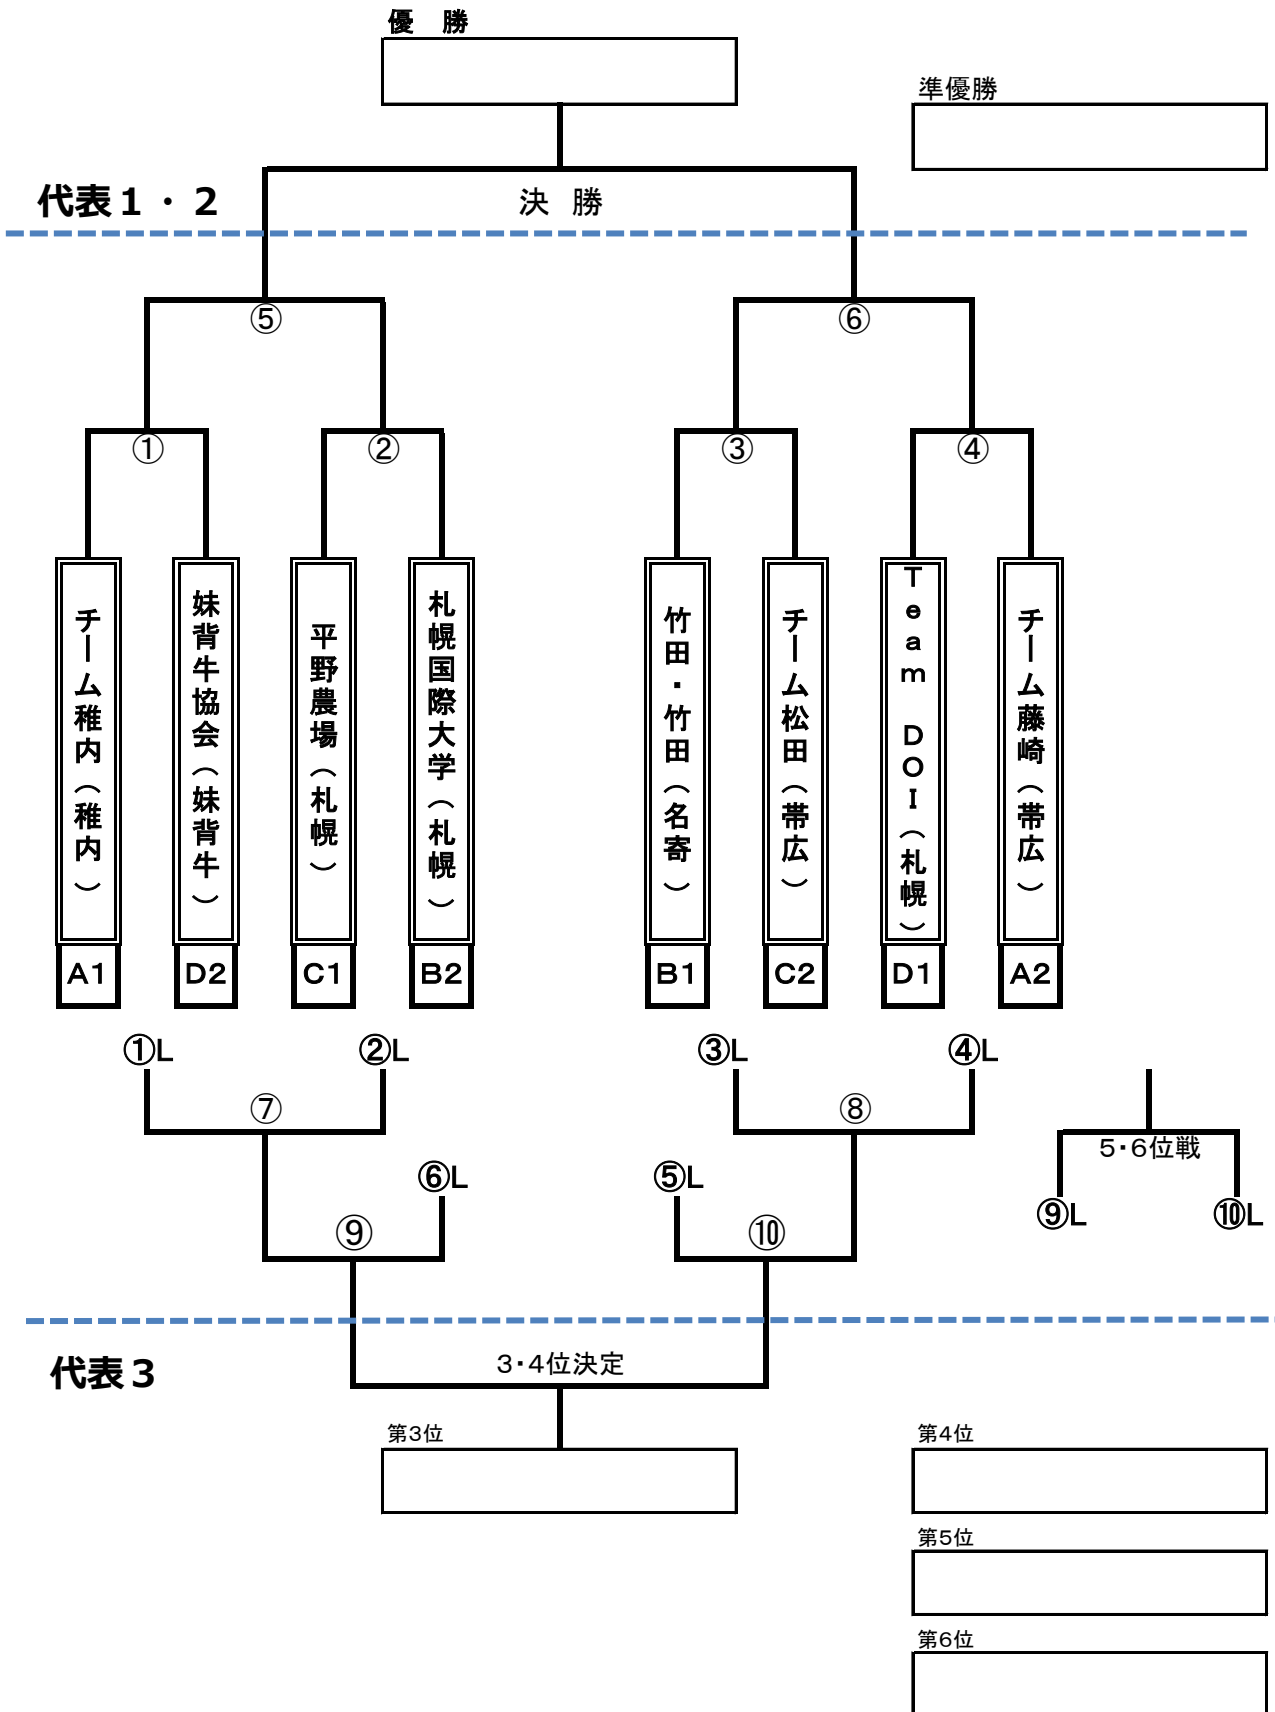 優　勝
準優勝
代表１・２
決　勝
⑤
⑥
①
②
③
④
チーム稚内（稚内）
妹背牛協会（妹背牛）
平野農場（札幌）
札幌国際大学（札幌）
竹田・竹田（名寄）
チーム松田（帯広）
Ｔｅａｍ　ＤＯＩ（札幌）
チーム藤崎（帯広）
A1
D2
C1
B2
B1
C2
D1
A2
①L
②L
③L
④L
⑦
⑧
5・6位戦
⑥L
⑤L
⑨L
⑩L
⑨
⑩
代表３
3・4位決定
第3位
第4位
第5位
第6位